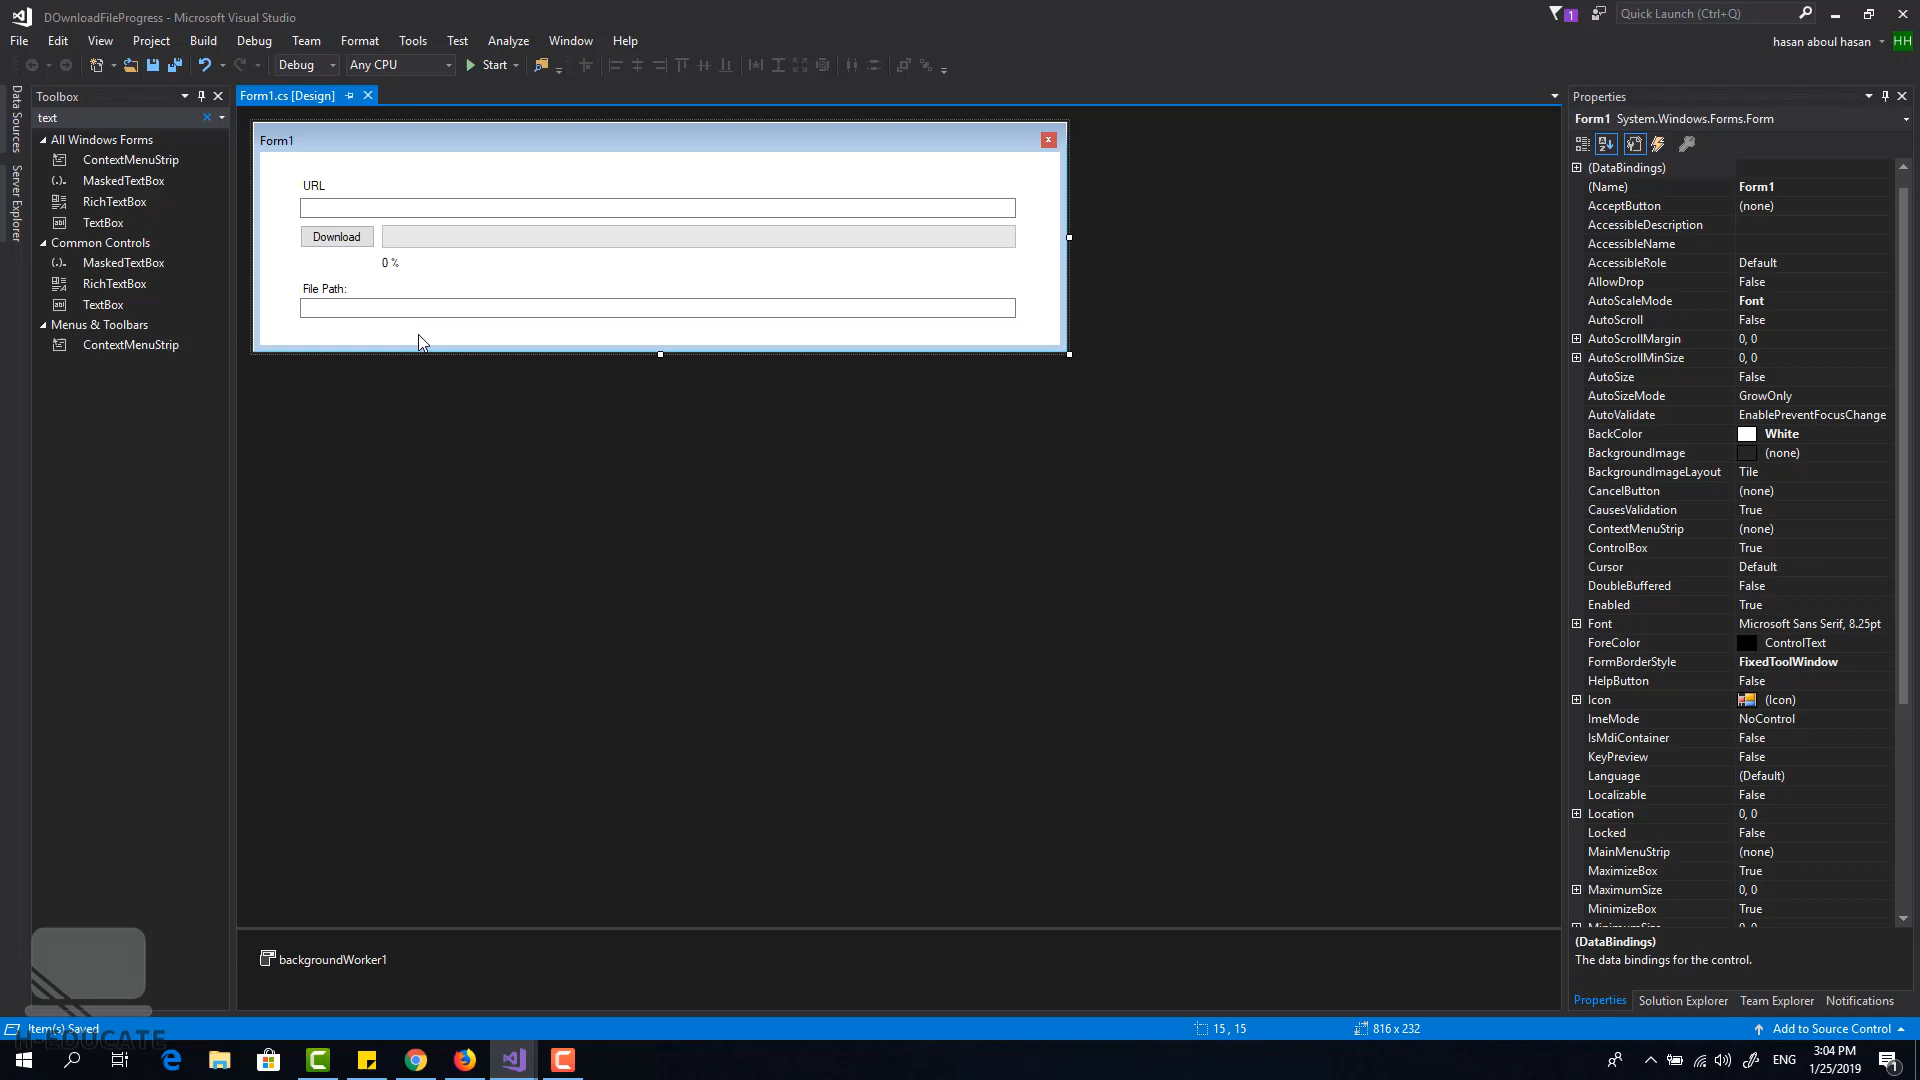 DOwnloadFileProgress - Microsoft Visual Studio
1
Quick Launch (Ctrl+Q)
File Edit View Project Build Debug Team Format Tools Test Analyze Window Help
hasan aboul hasan HH
Debug Any CPU Start
Data Sources
Server Explorer
Toolbox
text
All Windows Forms
ContextMenuStrip
MaskedTextBox
RichTextBox
TextBox
Common Controls
MaskedTextBox
RichTextBox
TextBox
Menus & Toolbars
ContextMenuStrip
Form1.cs [Design]
Form1
URL
Download
0 %
File Path:
backgroundWorker1
Properties
Form1 System.Windows.Forms.Form
(DataBindings)
(Name) Form1
AcceptButton (none)
AccessibleDescription
AccessibleName
AccessibleRole Default
AllowDrop False
AutoScaleMode Font
AutoScroll False
AutoScrollMargin 0, 0
AutoScrollMinSize 0, 0
AutoSize False
AutoSizeMode GrowOnly
AutoValidate EnablePreventFocusChange
BackColor White
BackgroundImage (none)
BackgroundImageLayout Tile
CancelButton (none)
CausesValidation True
ContextMenuStrip (none)
ControlBox True
Cursor Default
DoubleBuffered False
Enabled True
Font Microsoft Sans Serif, 8.25pt
ForeColor ControlText
FormBorderStyle FixedToolWindow
HelpButton False
Icon (Icon)
ImeMode NoControl
IsMdiContainer False
KeyPreview False
Language (Default)
Localizable False
Location 0, 0
Locked False
MainMenuStrip (none)
MaximizeBox True
MaximumSize 0, 0
MinimizeBox True
(DataBindings)
The data bindings for the control.
Properties Solution Explorer Team Explorer Notifications
Item(s) Saved
15 , 15
816 x 232
Add to Source Control
H-EDUCATE
ENG
3:04 PM
1/25/2019
1